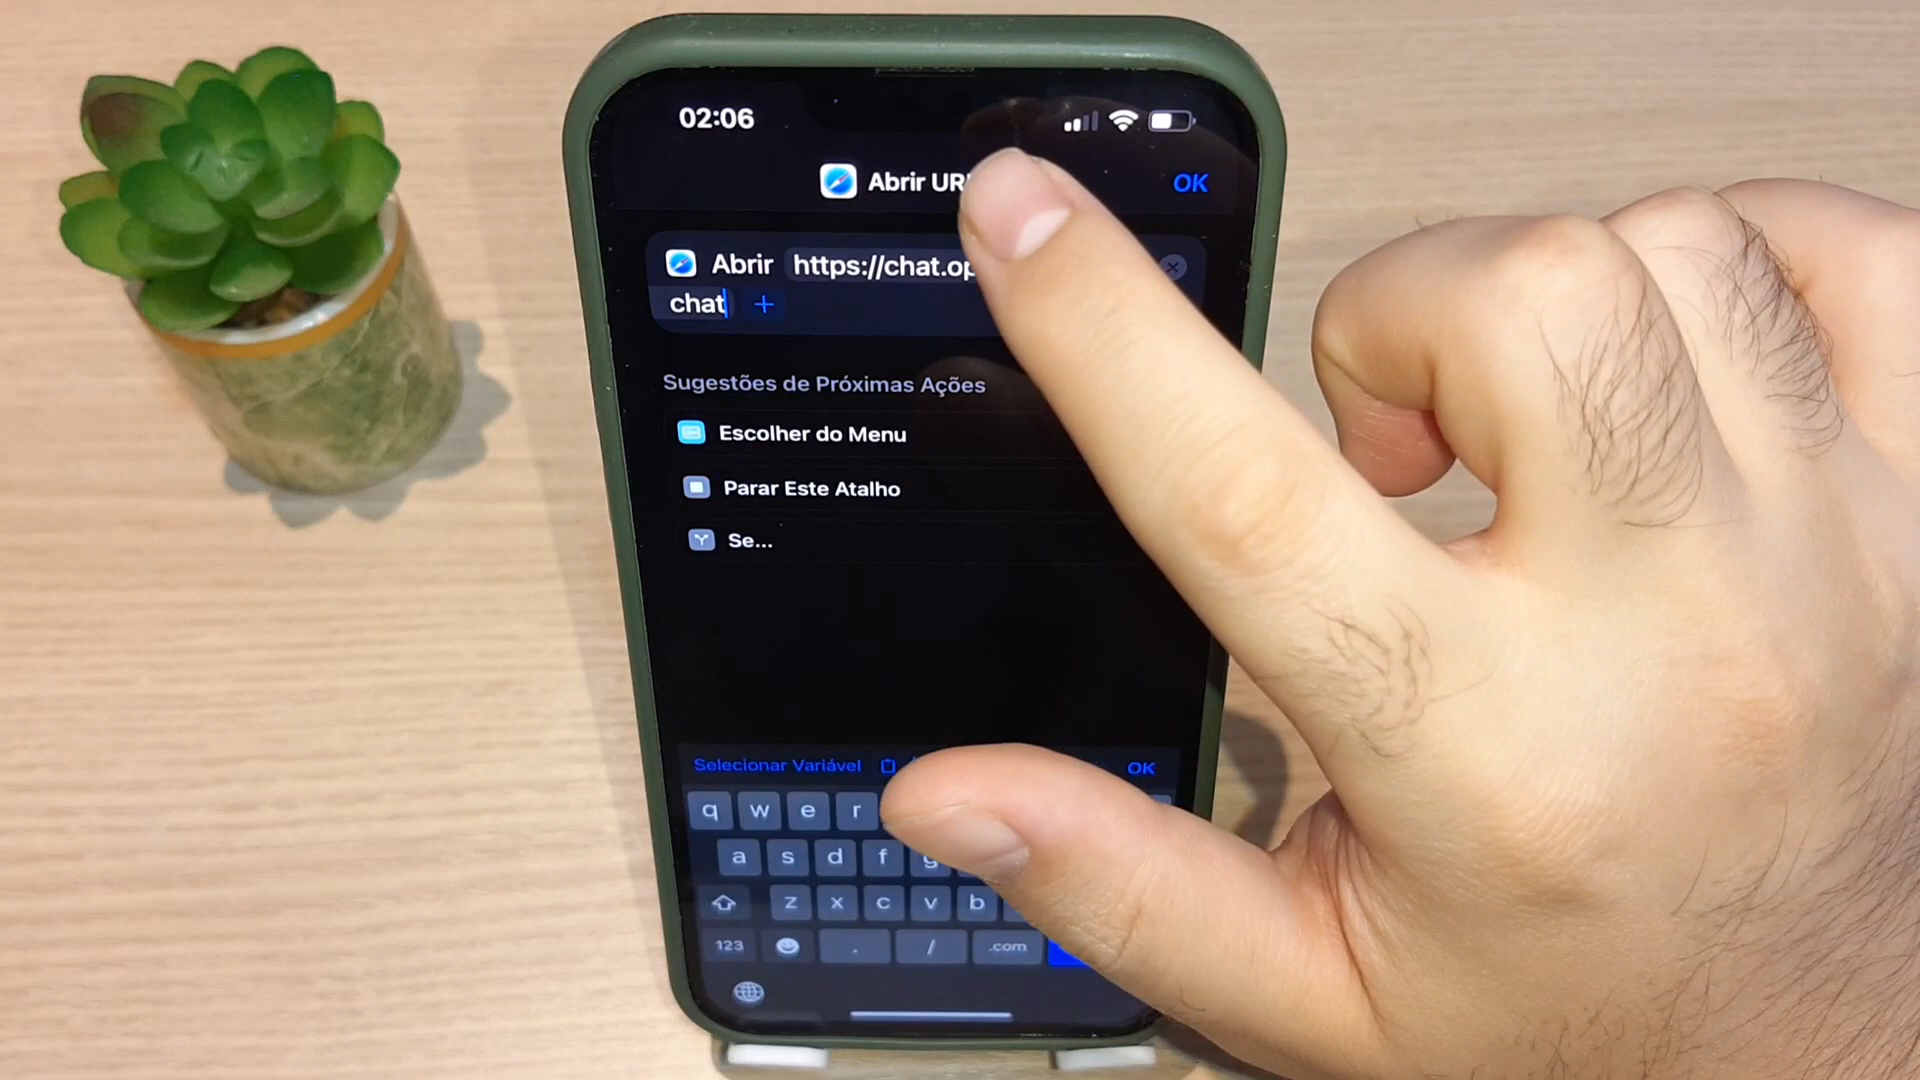 02:06
Abrir
OK
Abrir https://chat.op
chat +
Sugestões de Próximas Ações
Escolher do Menu
Parar Este Atalho
Se...
Selecionar Variável OK
q w e r
a s d f g
z x c v b
123 . / .com